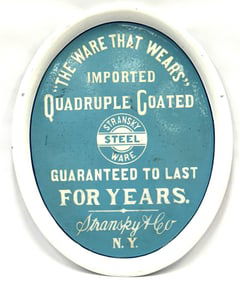 "THE WARE THAT WEARS"
IMPORTED
QUADRUPLE COATED
STRANSKY
STEEL
WARE
GUARANTEED TO LAST
FOR YEARS.
Stransky & Co
N.Y.